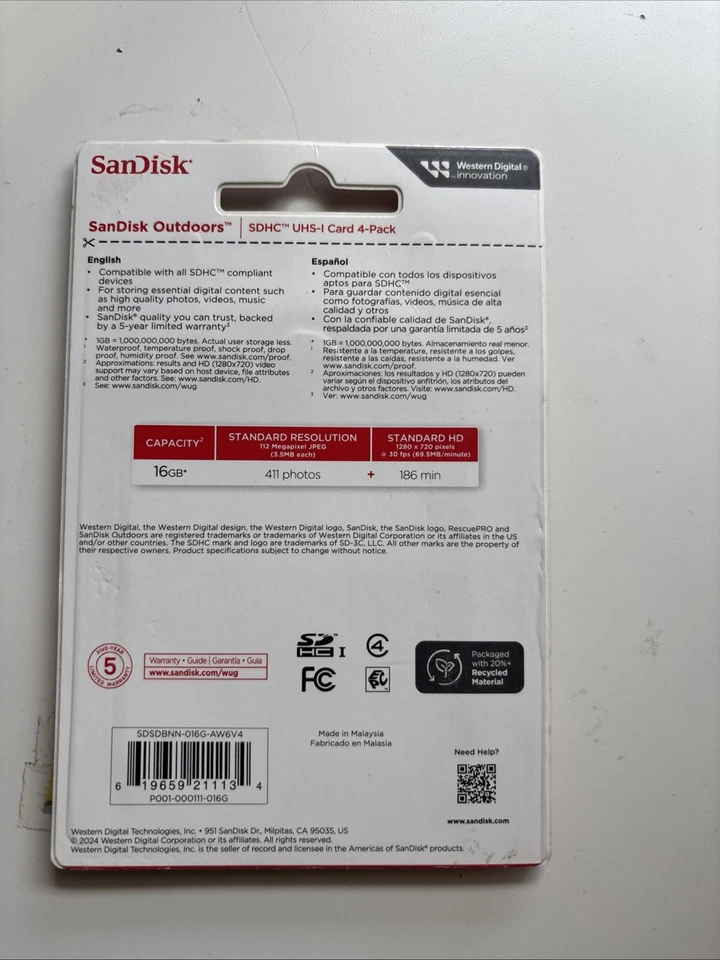 SanDisk®
Western Digital®
innovation
SanDisk Outdoors™ | SDHC™ UHS-I Card 4-Pack
English
• Compatible with all SDHC™ compliant
devices
• For storing essential digital content such
as high quality photos, videos, music
and more
• SanDisk® quality you can trust, backed
by a 5-year limited warranty³
* 1GB = 1,000,000,000 bytes. Actual user storage less.
¹ Waterproof, temperature proof, shock proof, drop
proof, humidity proof. See www.sandisk.com/proof.
² Approximations: results and HD (1280x720) video
support may vary based on host device, file attributes
and other factors. See: www.sandisk.com/HD.
³ See: www.sandisk.com/wug
Español
• Compatible con todos los dispositivos
aptos para SDHC™
• Para guardar contenido digital esencial
como fotografías, videos, música de alta
calidad y otros
• Con la confiable calidad de SanDisk®,
respaldada por una garantía limitada de 5 años³
* 1GB = 1,000,000,000 bytes. Almacenamiento real menor.
¹ Resistente a la temperatura, resistente a los golpes,
resistente a las caídas, resistente a la humedad. Ver
www.sandisk.com/proof.
² Aproximaciones: los resultados y HD (1280x720) pueden
variar según el dispositivo anfitrión, los atributos del
archivo y otros factores. Visite: www.sandisk.com/HD.
³ Ver: www.sandisk.com/wug
CAPACITY²
STANDARD RESOLUTION
112 Megapixel JPEG
(3.5MB each)
STANDARD HD
1280 x 720 pixels
@ 30 fps (69.5MB/minute)
16GB* 411 photos + 186 min
Western Digital, the Western Digital design, the Western Digital logo, SanDisk, the SanDisk logo, RescuePRO and
SanDisk Outdoors are registered trademarks or trademarks of Western Digital Corporation or its affiliates in the US
and/or other countries. The SDHC mark and logo are trademarks of SD-3C, LLC. All other marks are the property of
their respective owners. Product specifications subject to change without notice.
FIVE-YEAR
5
LIMITED WARRANTY
Warranty • Guide | Garantía • Guía
www.sandisk.com/wug
SD™
HC I
4
FC
Packaged
with 20%+
Recycled
Material
SDSDBNN-016G-AW6V4
6 19659 21113 4
P001-000111-016G
Made in Malaysia
Fabricado en Malasia
Need Help?
www.sandisk.com
Western Digital Technologies, Inc. • 951 SanDisk Dr., Milpitas, CA 95035, US
© 2024 Western Digital Corporation or its affiliates. All rights reserved.
Western Digital Technologies, Inc. is the seller of record and licensee in the Americas of SanDisk® products.